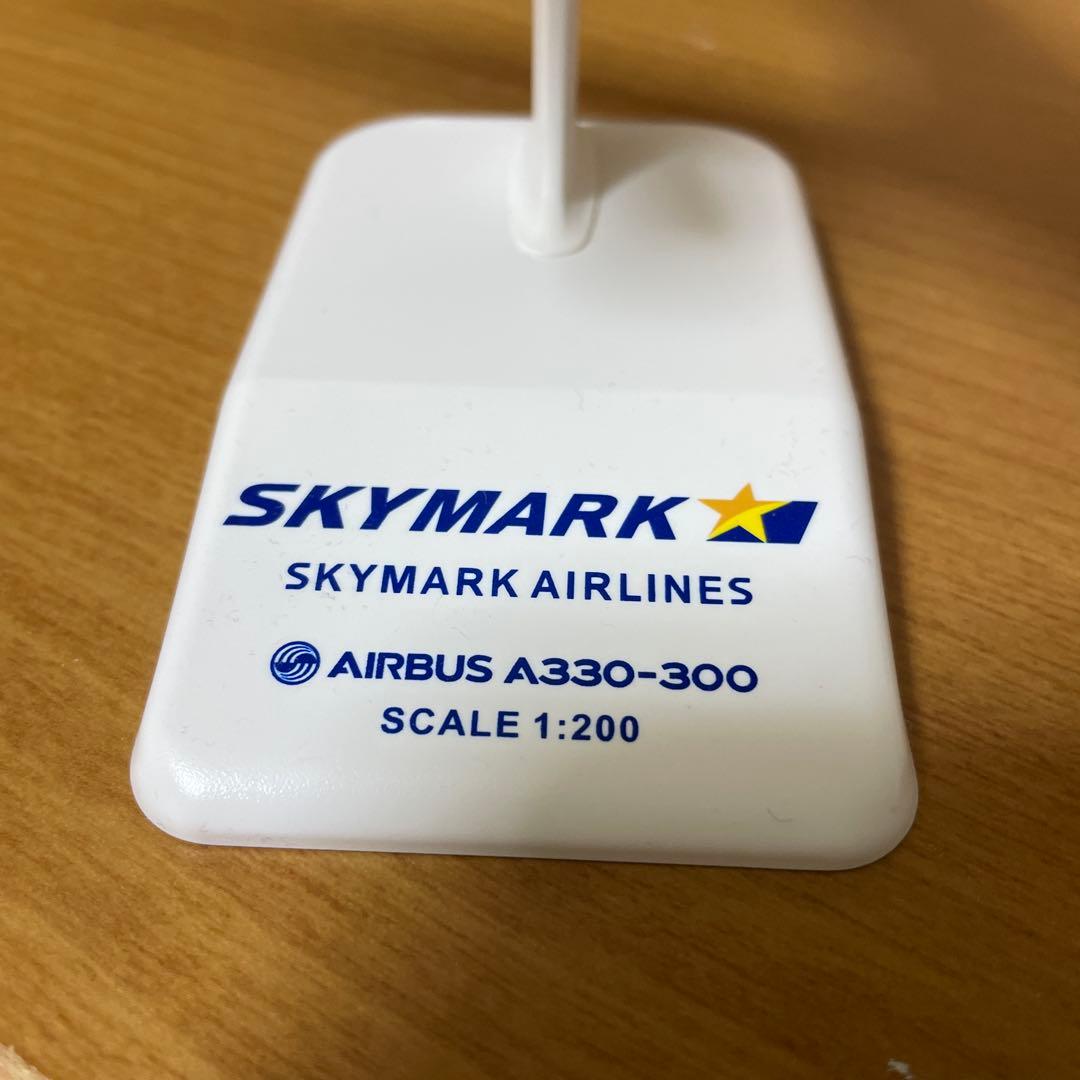 SKYMARK
SKYMARK AIRLINES
AIRBUS A330-300
SCALE 1:200